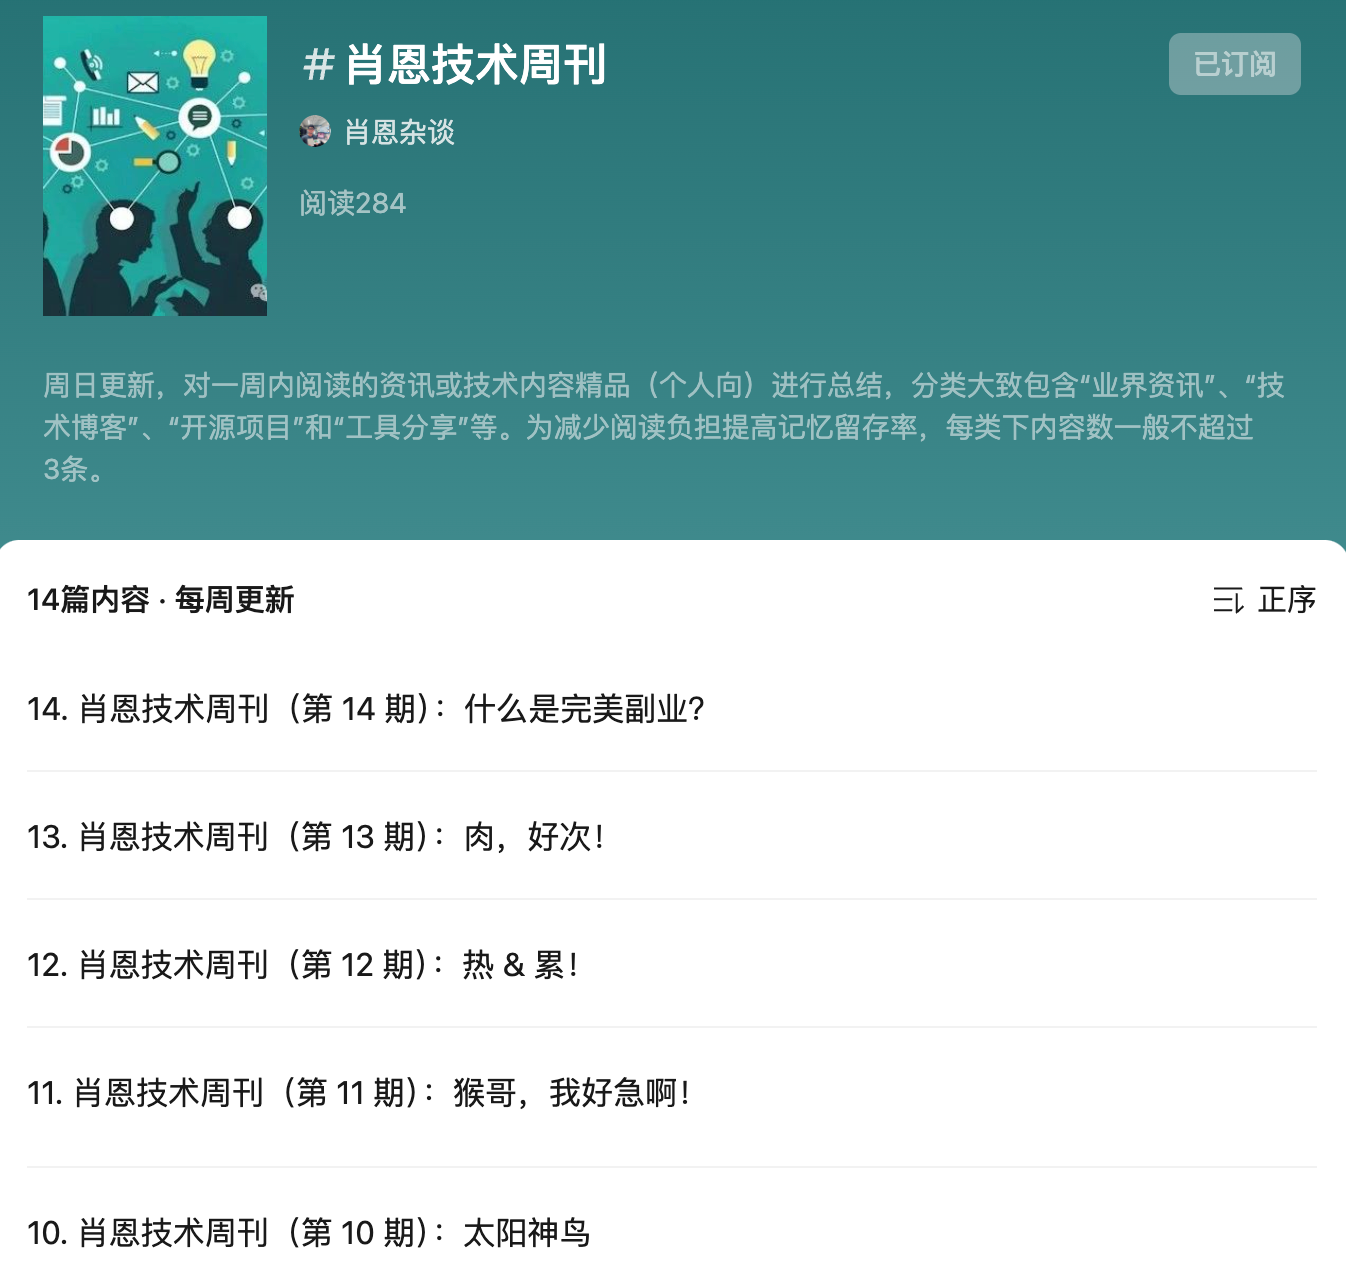 #肖恩技术周刊
已订阅
肖恩杂谈
阅读284
周日更新，对一周内阅读的资讯或技术内容精品（个人向）进行总结，分类大致包含“业界资讯”、“技
术博客”、“开源项目”和“工具分享”等。为减少阅读负担提高记忆留存率，每类下内容数一般不超过
3条。
14篇内容 · 每周更新
正序
14. 肖恩技术周刊（第 14 期）：什么是完美副业？
13. 肖恩技术周刊（第 13 期）：肉，好次！
12. 肖恩技术周刊（第 12 期）：热 & 累！
11. 肖恩技术周刊（第 11 期）：猴哥，我好急啊！
10. 肖恩技术周刊（第 10 期）：太阳神鸟